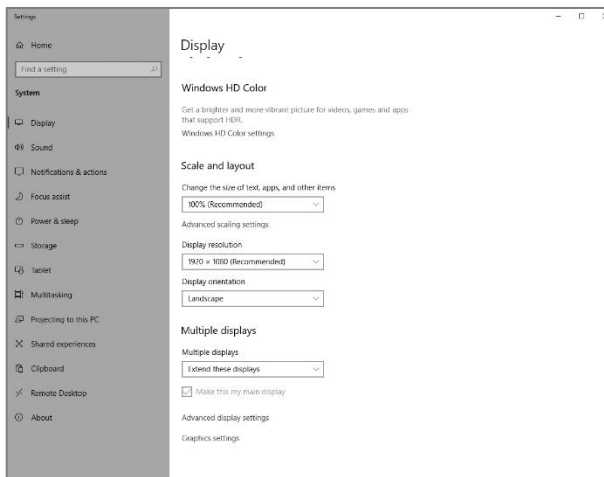 Settings
Home
Find a setting
System
Display
Sound
Notifications & actions
Focus assist
Power & sleep
Storage
Tablet
Multitasking
Projecting to this PC
Shared experiences
Clipboard
Remote Desktop
About
Display
Windows HD Color
Get a brighter and more vibrant picture for videos, games and apps
that support HDR.
Windows HD Color settings
Scale and layout
Change the size of text, apps, and other items
100% (Recommended)
Advanced scaling settings
Display resolution
1920 × 1080 (Recommended)
Display orientation
Landscape
Multiple displays
Multiple displays
Extend these displays
Make this my main display
Advanced display settings
Graphics settings